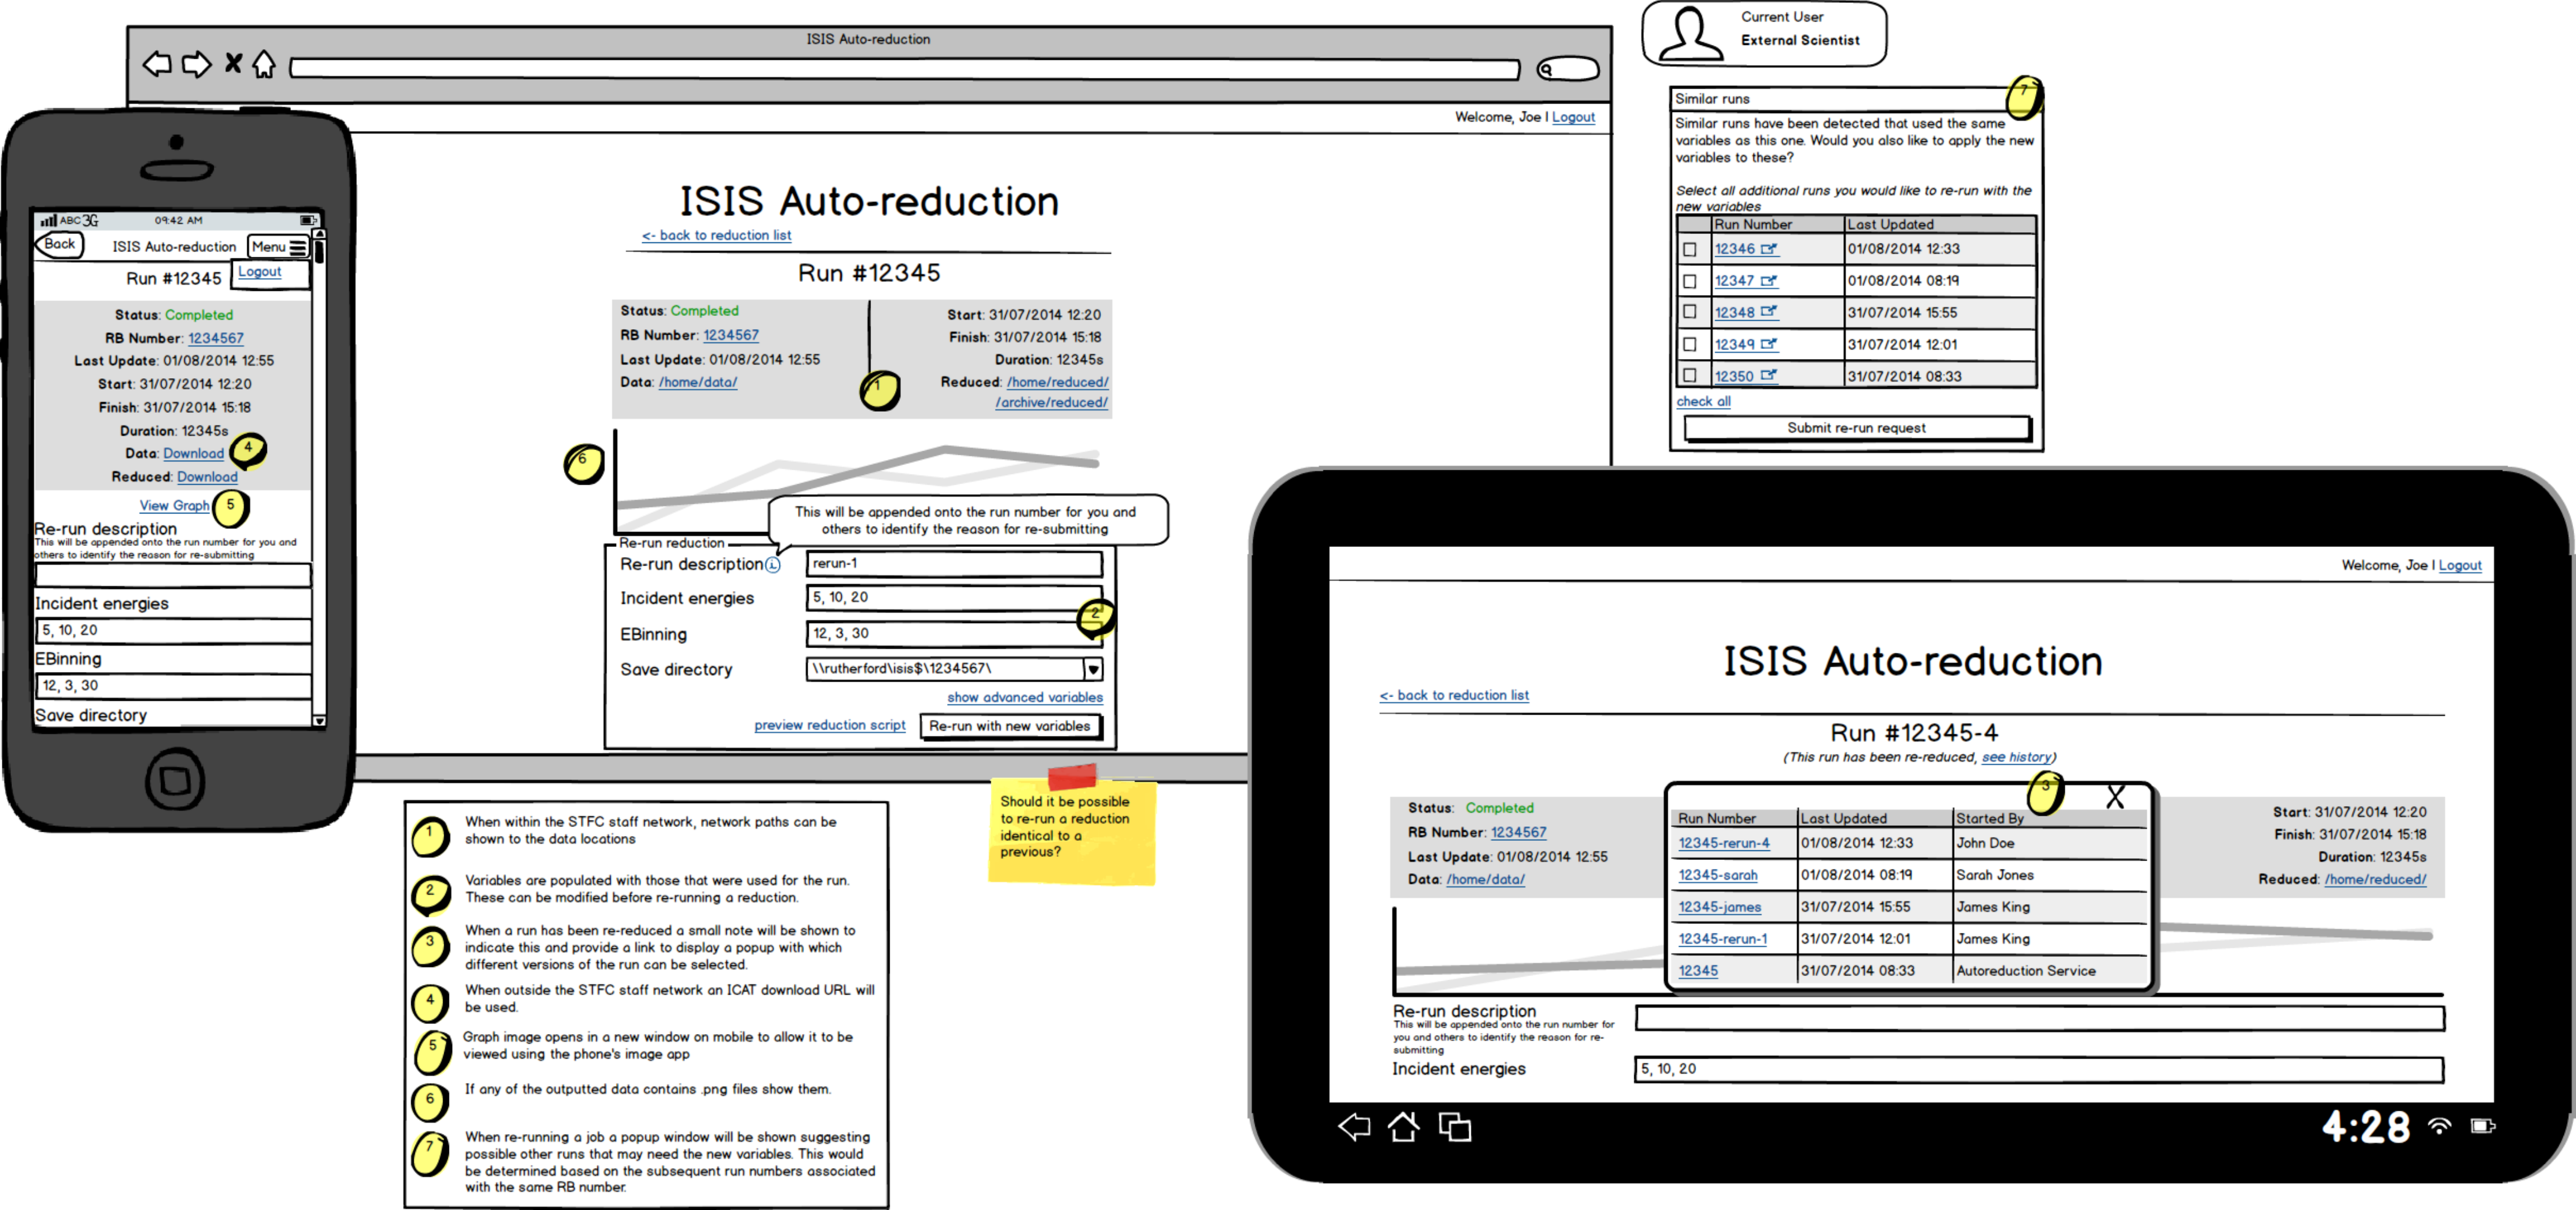 ISIS Auto-reduction
Welcome, Joe | Logout
ISIS Auto-reduction
<- back to reduction list
Run #12345
Status: Completed
RB Number: 1234567
Last Update: 01/08/2014 12:55
Data: /home/data/
Start: 31/07/2014 12:20
Finish: 31/07/2014 15:18
Duration: 12345s
Reduced: /home/reduced/
/archive/reduced/
1
6
This will be appended onto the run number for you and
others to identify the reason for re-submitting
Re-run reduction
Re-run description i
rerun-1
Incident energies
5, 10, 20
2
EBinning
12, 3, 30
Save directory
\\rutherford\isis$\1234567\
show advanced variables
preview reduction script
Re-run with new variables
ABC 3G
09:42 AM
Back
ISIS Auto-reduction
Menu
Run #12345
Logout
Status: Completed
RB Number: 1234567
Last Update: 01/08/2014 12:55
Start: 31/07/2014 12:20
Finish: 31/07/2014 15:18
Duration: 12345s
Data: Download
4
Reduced: Download
View Graph
5
Re-run description
This will be appended onto the run number for you and
others to identify the reason for re-submitting
Incident energies
5, 10, 20
EBinning
12, 3, 30
Save directory
Current User
External Scientist
Similar runs
7
Similar runs have been detected that used the same
variables as this one. Would you also like to apply the new
variables to these?
Select all additional runs you would like to re-run with the
new variables
Run Number Last Updated
12346 01/08/2014 12:33
12347 01/08/2014 08:19
12348 31/07/2014 15:55
12349 31/07/2014 12:01
12350 31/07/2014 08:33
check all
Submit re-run request
Should it be possible
to re-run a reduction
identical to a
previous?
1
When within the STFC staff network, network paths can be
shown to the data locations
2
Variables are populated with those that were used for the run.
These can be modified before re-running a reduction.
3
When a run has been re-reduced a small note will be shown to
indicate this and provide a link to display a popup with which
different versions of the run can be selected.
4
When outside the STFC staff network an ICAT download URL will
be used.
5
Graph image opens in a new window on mobile to allow it to be
viewed using the phone's image app
6
If any of the outputted data contains .png files show them.
7
When re-running a job a popup window will be shown suggesting
possible other runs that may need the new variables. This would
be determined based on the subsequent run numbers associated
with the same RB number.
Welcome, Joe | Logout
ISIS Auto-reduction
<- back to reduction list
Run #12345-4
(This run has been re-reduced, see history)
Status: Completed
RB Number: 1234567
Last Update: 01/08/2014 12:55
Data: /home/data/
3
X
Run Number Last Updated Started By
12345-rerun-4 01/08/2014 12:33 John Doe
12345-sarah 01/08/2014 08:19 Sarah Jones
12345-james 31/07/2014 15:55 James King
12345-rerun-1 31/07/2014 12:01 James King
12345 31/07/2014 08:33 Autoreduction Service
Start: 31/07/2014 12:20
Finish: 31/07/2014 15:18
Duration: 12345s
Reduced: /home/reduced/
Re-run description
This will be appended onto the run number for
you and others to identify the reason for re-
submitting
Incident energies
5, 10, 20
4:28